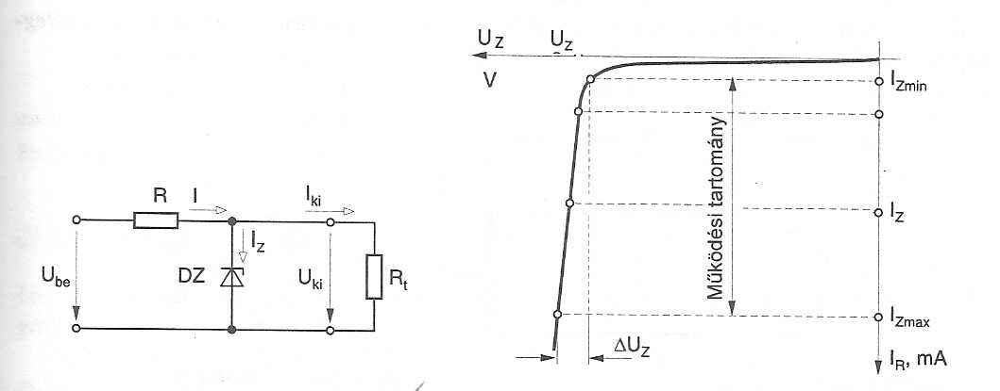 R
I
I_ki
I_Z
U_be
DZ
U_ki
R_t
U_Z
U_Z
V
I_Zmin
Működési tartomány
I_Z
I_Zmax
ΔU_Z
I_R, mA